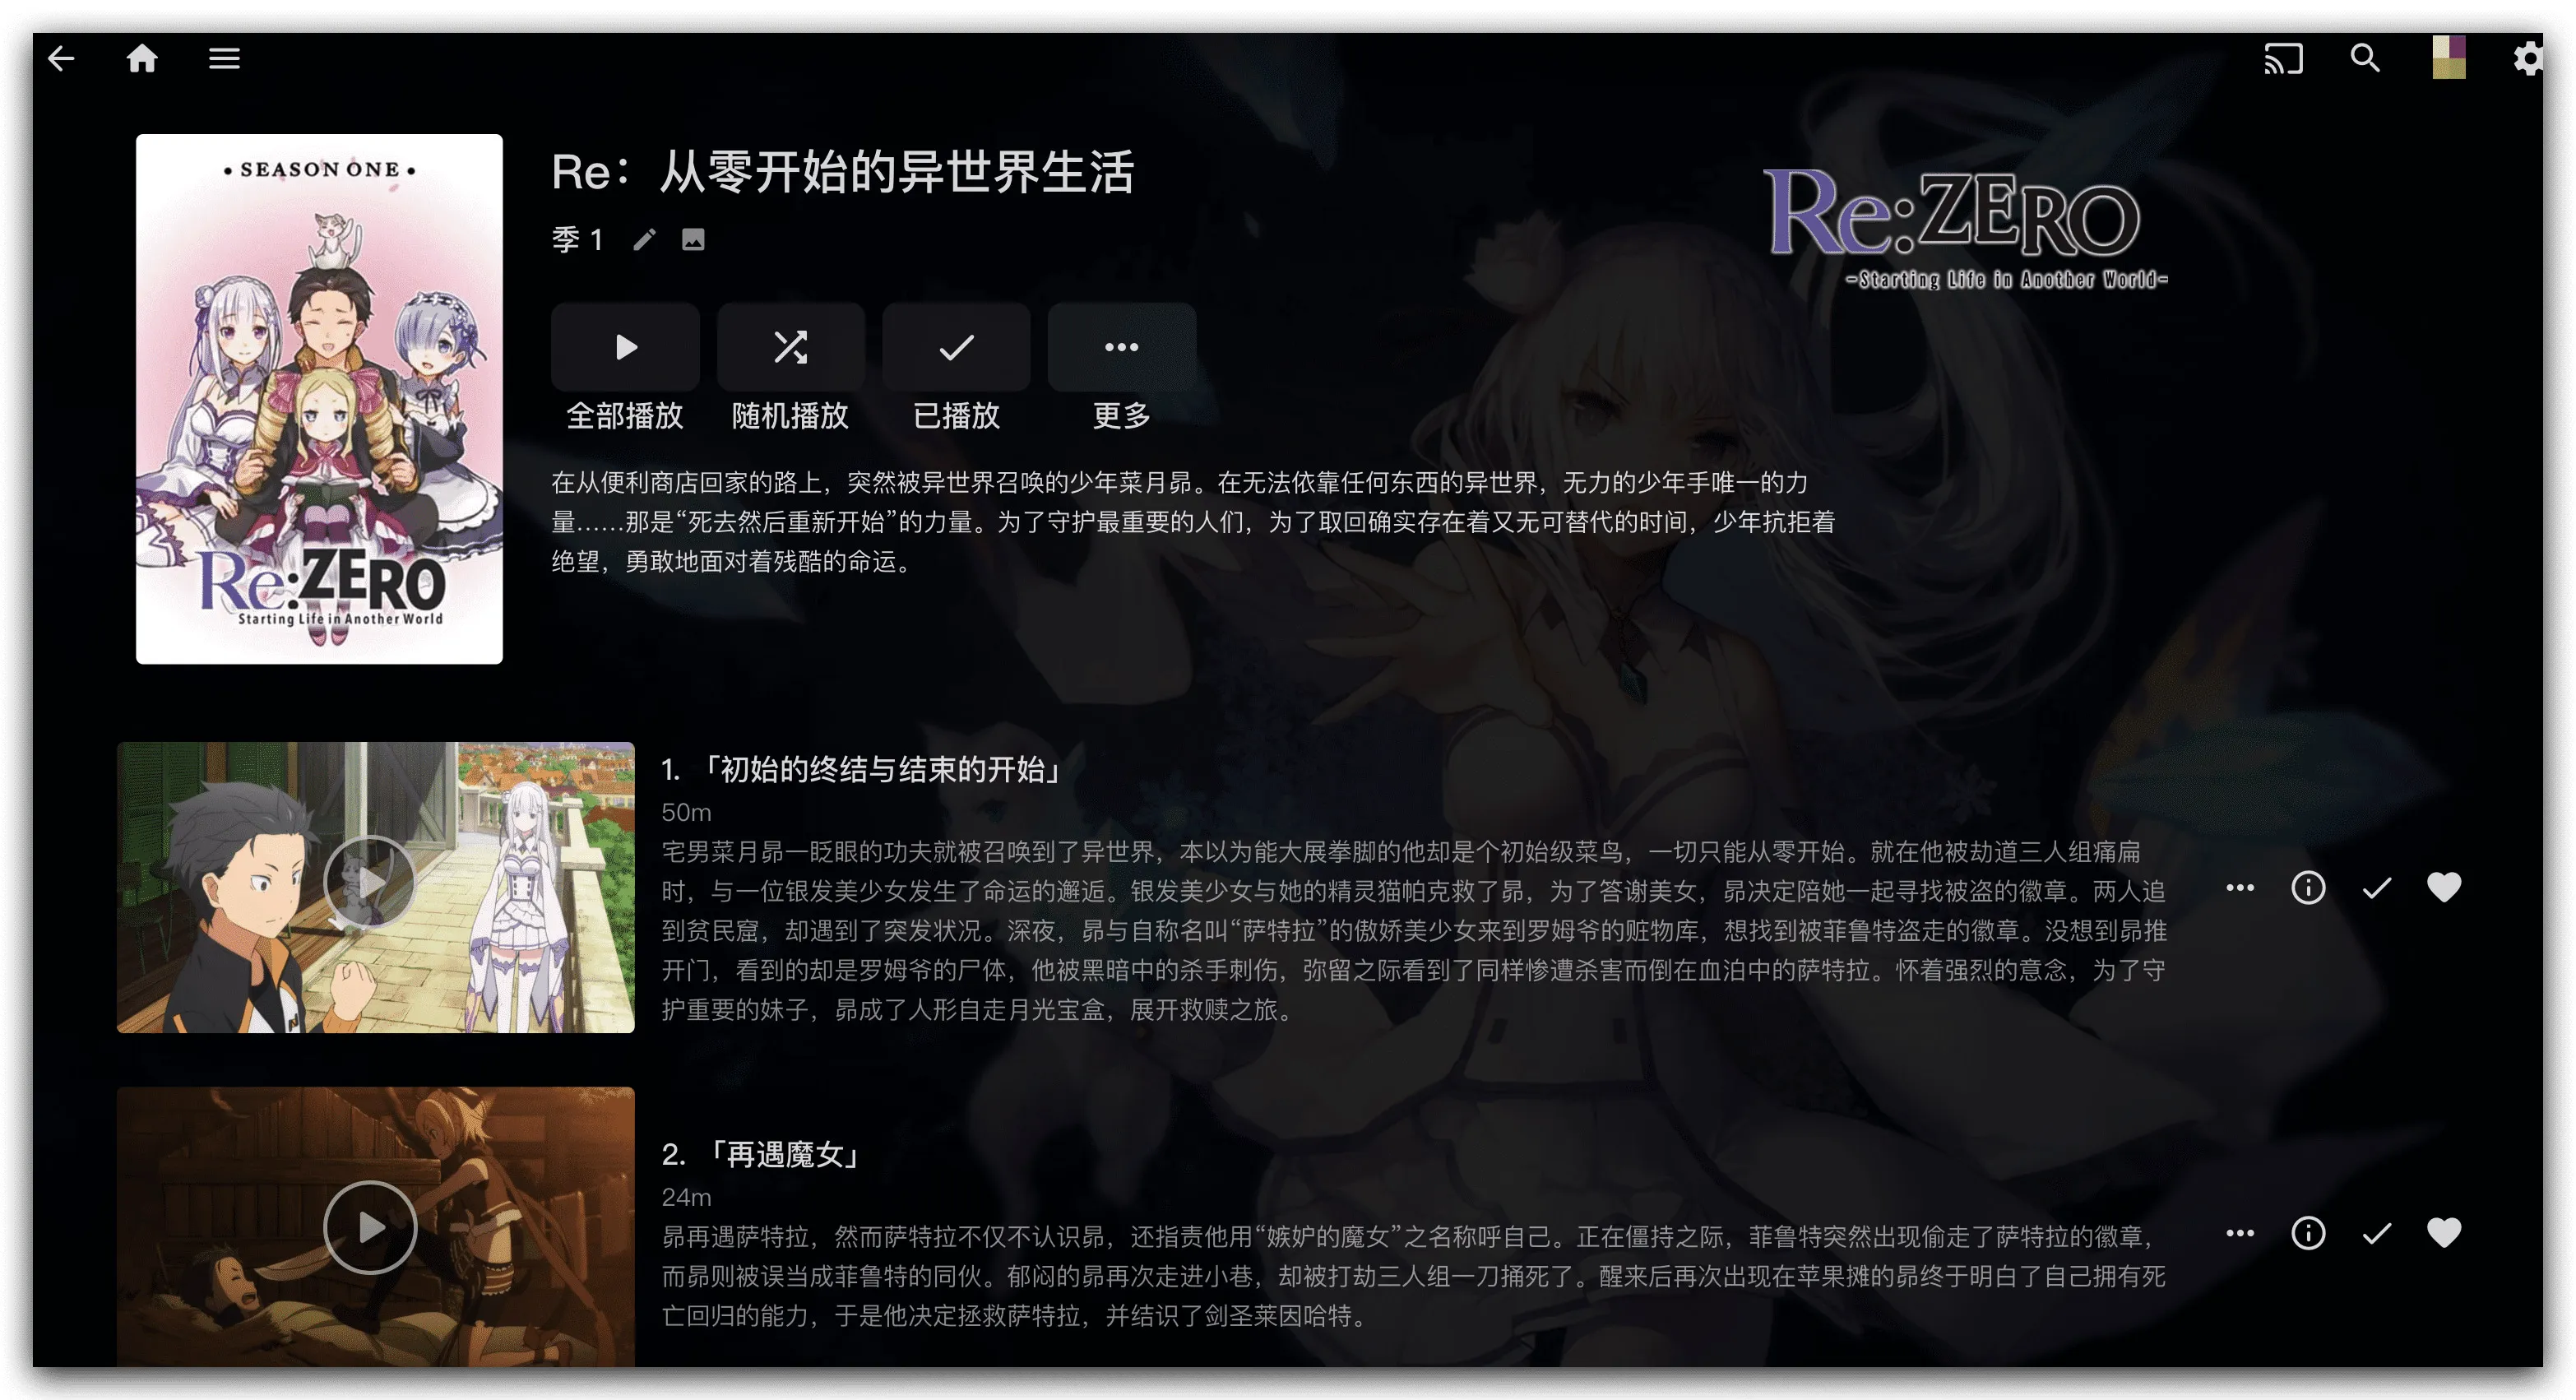 • SEASON ONE •
Re:ZERO
Starting Life in Another World
Re：从零开始的异世界生活
季 1
Re:ZERO
-Starting Life in Another World-
全部播放 随机播放 已播放 更多
在从便利商店回家的路上，突然被异世界召唤的少年菜月昴。在无法依靠任何东西的异世界，无力的少年手唯一的力
量……那是“死去然后重新开始”的力量。为了守护最重要的人们，为了取回确实存在着又无可替代的时间，少年抗拒着
绝望，勇敢地面对着残酷的命运。
1. 「初始的终结与结束的开始」
50m
宅男菜月昴一眨眼的功夫就被召唤到了异世界，本以为能大展拳脚的他却是个初始级菜鸟，一切只能从零开始。就在他被劫道三人组痛扁
时，与一位银发美少女发生了命运的邂逅。银发美少女与她的精灵猫帕克救了昴，为了答谢美女，昴决定陪她一起寻找被盗的徽章。两人追
到贫民窟，却遇到了突发状况。深夜，昴与自称名叫“萨特拉”的傲娇美少女来到罗姆爷的赃物库，想找到被菲鲁特盗走的徽章。没想到昴推
开门，看到的却是罗姆爷的尸体，他被黑暗中的杀手刺伤，弥留之际看到了同样惨遭杀害而倒在血泊中的萨特拉。怀着强烈的意念，为了守
护重要的妹子，昴成了人形自走月光宝盒，展开救赎之旅。
2. 「再遇魔女」
24m
昴再遇萨特拉，然而萨特拉不仅不认识昴，还指责他用“嫉妒的魔女”之名称呼自己。正在僵持之际，菲鲁特突然出现偷走了萨特拉的徽章，
而昴则被误当成菲鲁特的同伙。郁闷的昴再次走进小巷，却被打劫三人组一刀捅死了。醒来后再次出现在苹果摊的昴终于明白了自己拥有死
亡回归的能力，于是他决定拯救萨特拉，并结识了剑圣莱因哈特。